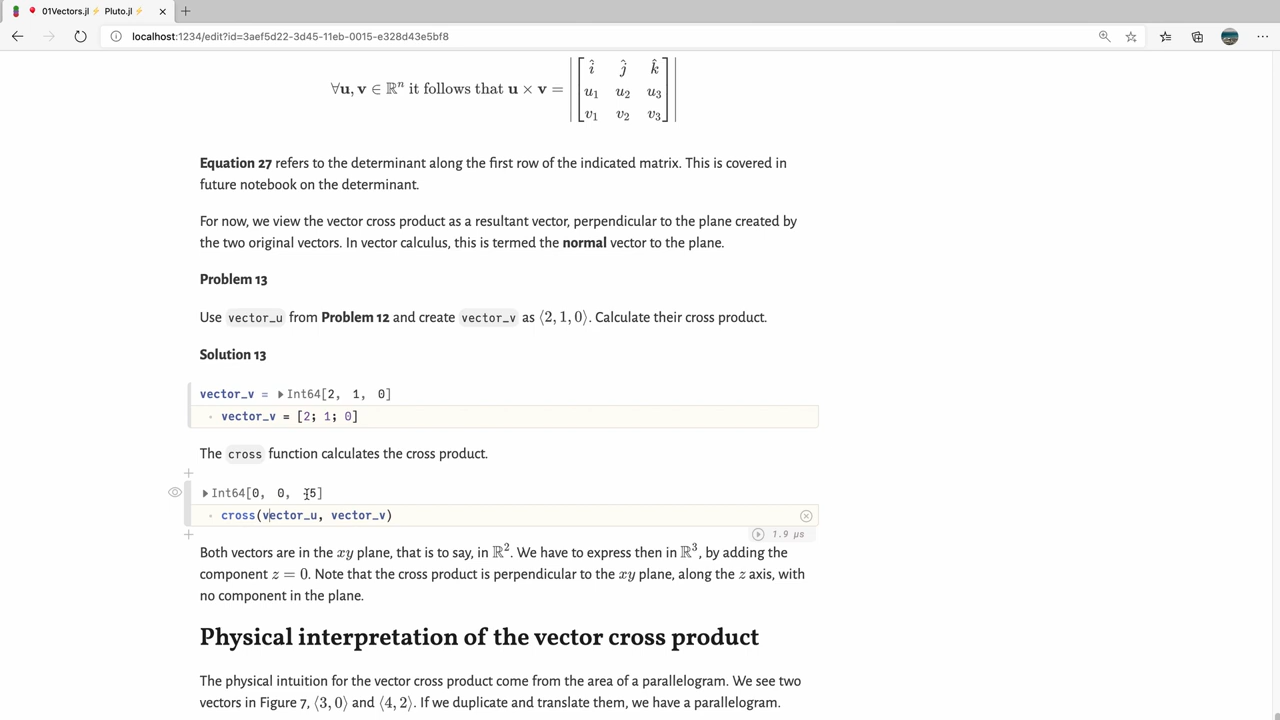 01Vectors.jl ⚡ Pluto.jl ⚡
localhost:1234/edit?id=3aef5d22-3d45-11eb-0015-e328d43e5bf8
∀u, v ∈ ℝⁿ it follows that u × v = |[î ĵ k̂
u₁ u₂ u₃
v₁ v₂ v₃]|
Equation 27 refers to the determinant along the first row of the indicated matrix. This is covered in
future notebook on the determinant.
For now, we view the vector cross product as a resultant vector, perpendicular to the plane created by
the two original vectors. In vector calculus, this is termed the normal vector to the plane.
Problem 13
Use vector_u from Problem 12 and create vector_v as ⟨2, 1, 0⟩. Calculate their cross product.
Solution 13
vector_v = Int64[2, 1, 0]
vector_v = [2; 1; 0]
The cross function calculates the cross product.
Int64[0, 0, 5]
cross(vector_u, vector_v)
1.9 μs
Both vectors are in the xy plane, that is to say, in ℝ². We have to express then in ℝ³, by adding the
component z = 0. Note that the cross product is perpendicular to the xy plane, along the z axis, with
no component in the plane.
Physical interpretation of the vector cross product
The physical intuition for the vector cross product come from the area of a parallelogram. We see two
vectors in Figure 7, ⟨3, 0⟩ and ⟨4, 2⟩. If we duplicate and translate them, we have a parallelogram.